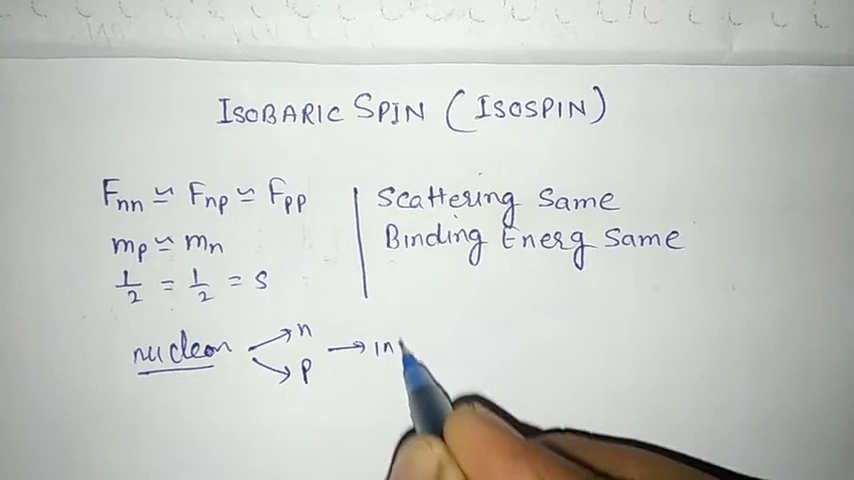 ISOBARIC SPIN (ISOSPIN)
Fnn ≃ Fnp ≃ Fpp
mp ≃ mn
1/2 = 1/2 = s
Scattering Same
Binding Energ Same
nucleon → n
→ p → in